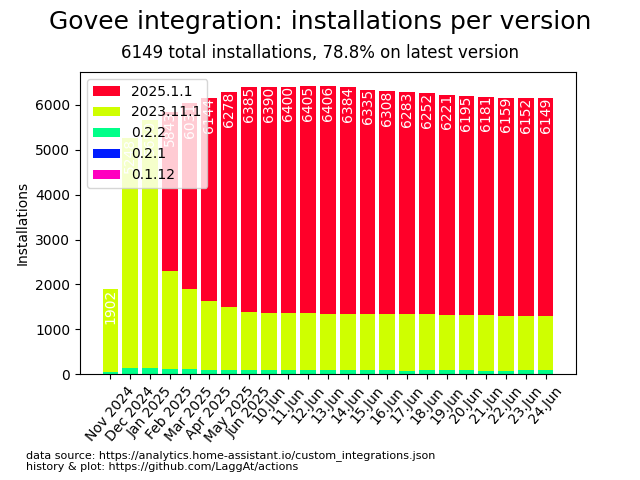 Govee integration: installations per version
6149 total installations, 78.8% on latest version
Installations
6000
5000
4000
3000
2000
1000
0
2025.1.1
2023.11.1
0.2.2
0.2.1
0.1.12
1902
6144
6278
6385
6390
6400
6405
6406
6384
6335
6308
6283
6252
6221
6195
6181
6159
6152
6149
Nov 2024
Dec 2024
Jan 2025
Feb 2025
Mar 2025
Apr 2025
May 2025
Jun 2025
10.Jun
11.Jun
12.Jun
13.Jun
14.Jun
15.Jun
16.Jun
17.Jun
18.Jun
19.Jun
20.Jun
21.Jun
22.Jun
23.Jun
24.Jun
data source: https://analytics.home-assistant.io/custom_integrations.json
history & plot: https://github.com/LaggAt/actions